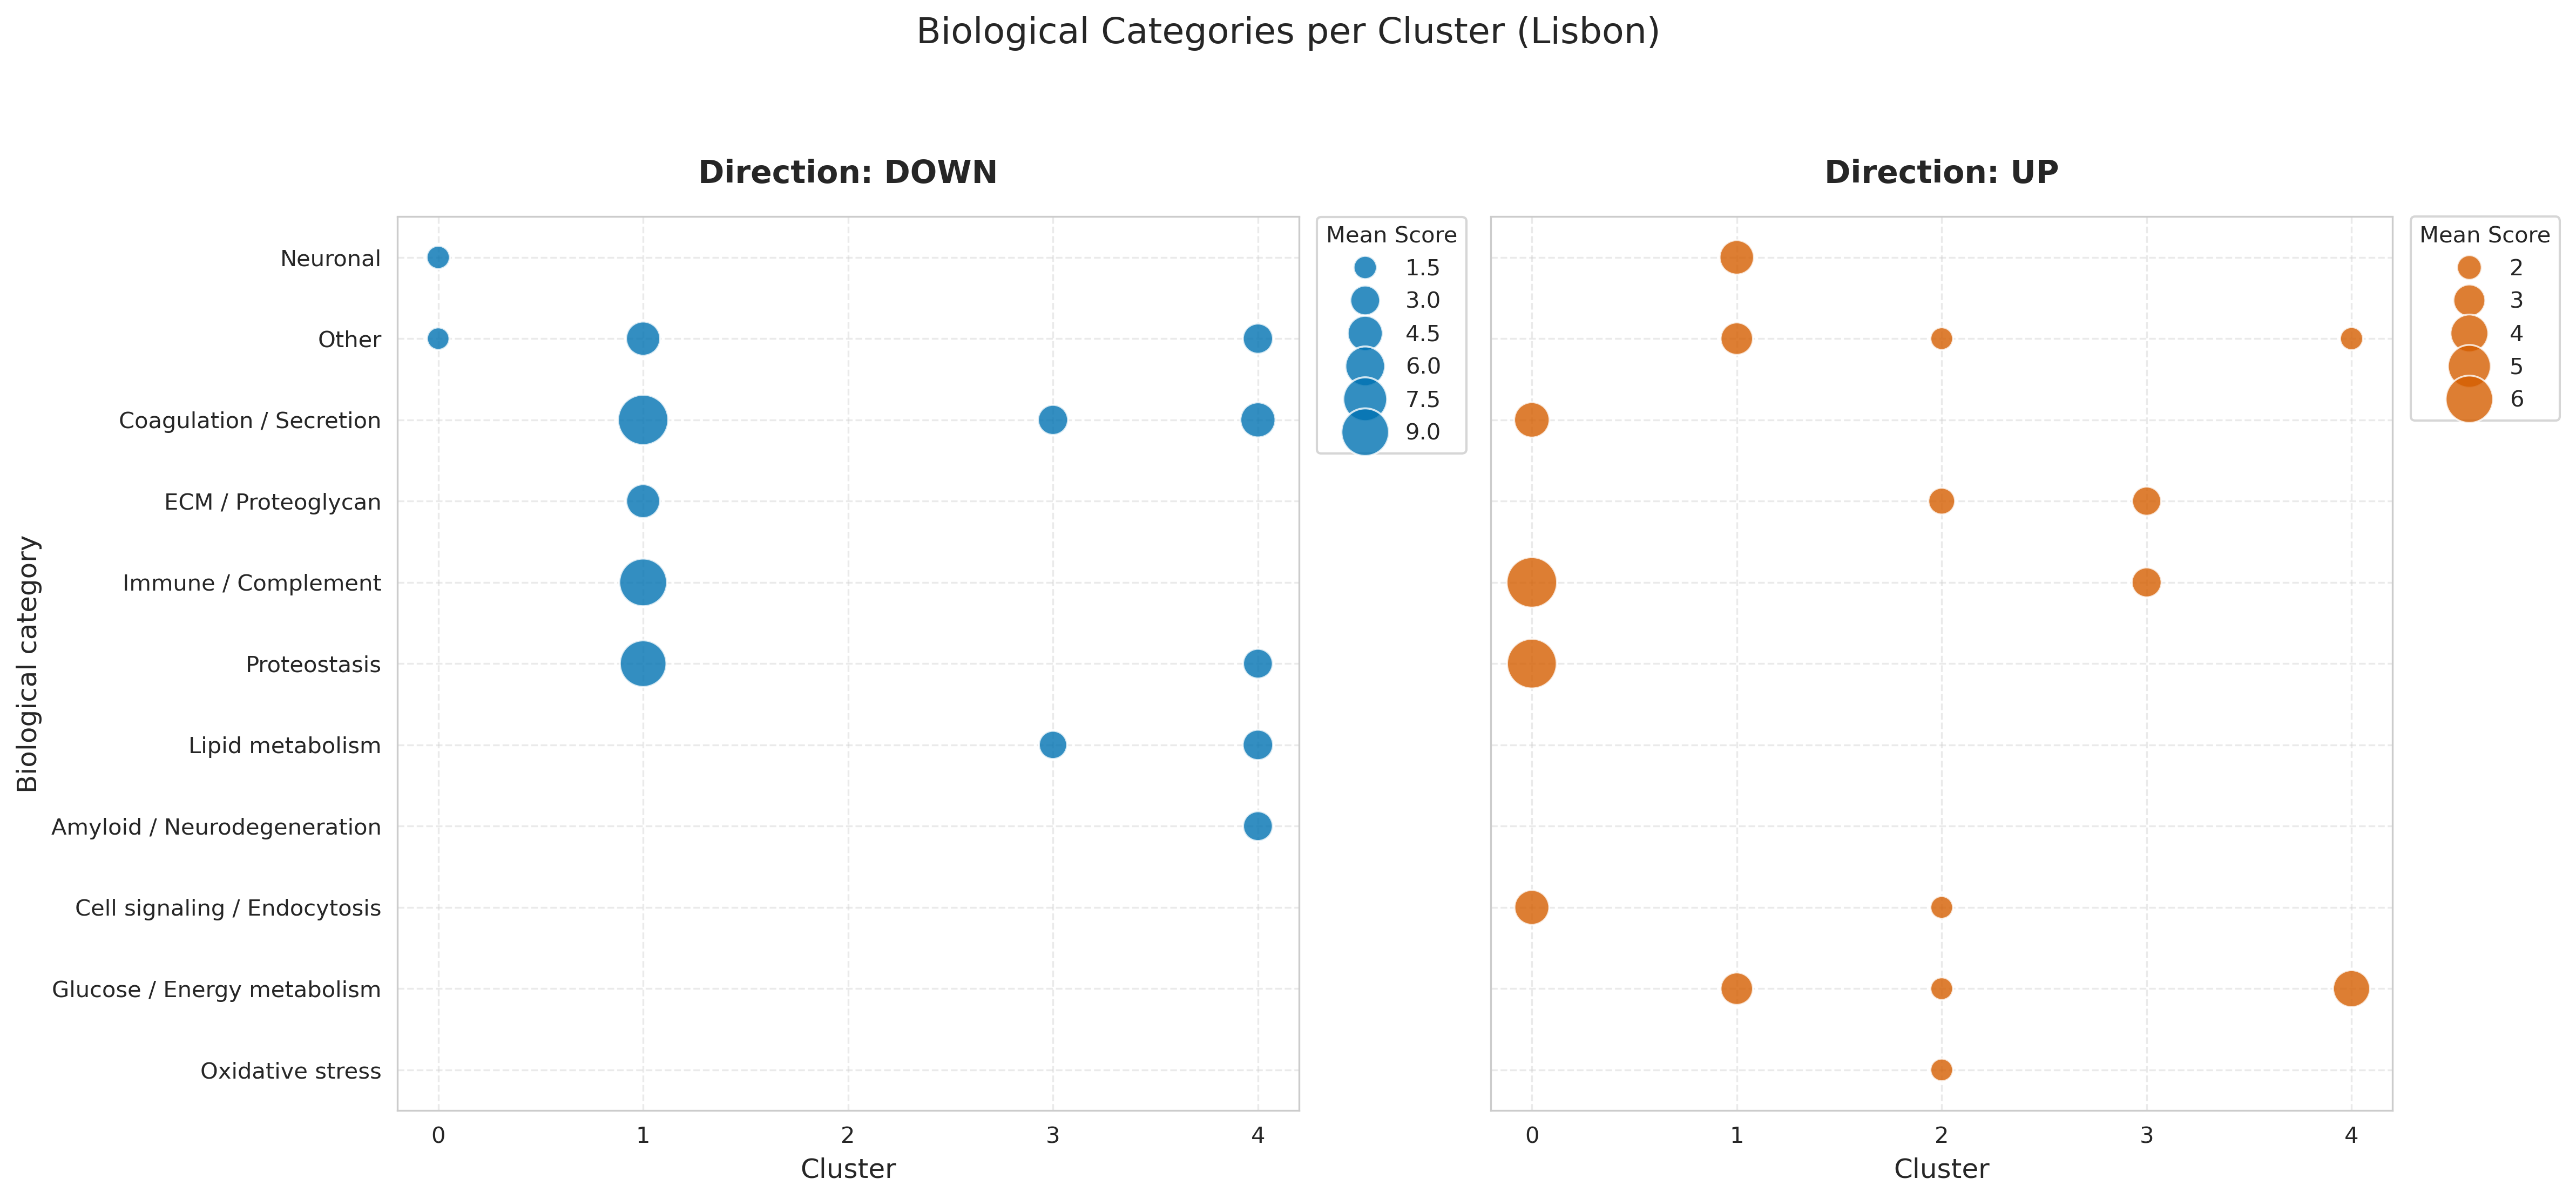 Biological Categories per Cluster (Lisbon)
Direction: DOWN
Direction: UP
Biological category
Neuronal
Other
Coagulation / Secretion
ECM / Proteoglycan
Immune / Complement
Proteostasis
Lipid metabolism
Amyloid / Neurodegeneration
Cell signaling / Endocytosis
Glucose / Energy metabolism
Oxidative stress
0 1 2 3 4
Cluster
Mean Score
1.5
3.0
4.5
6.0
7.5
9.0
0 1 2 3 4
Cluster
Mean Score
2
3
4
5
6